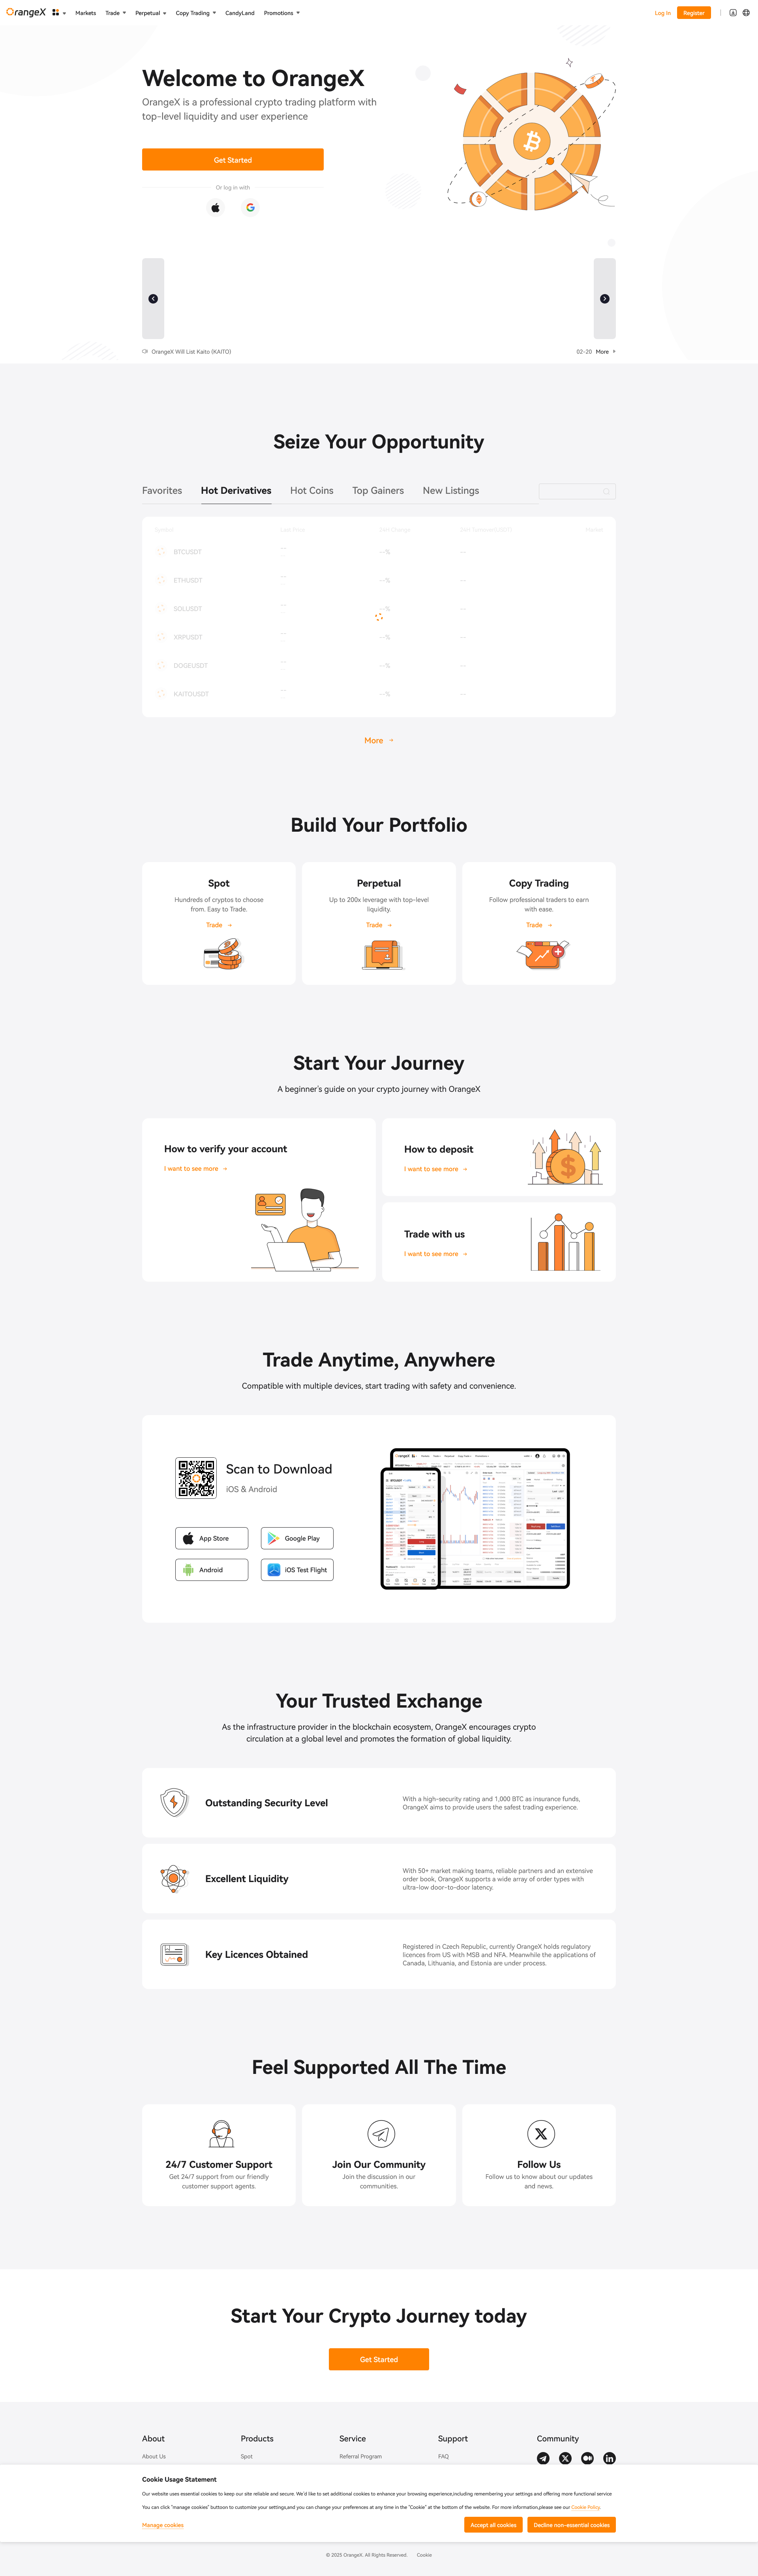 OrangeX
Markets
Trade
Perpetual
Copy Trading
CandyLand
Promotions
Log In
Register
Welcome to OrangeX
OrangeX is a professional crypto trading platform with
top-level liquidity and user experience
Get Started
Or log in with
OrangeX Will List Kaito (KAITO)
02-20 More
Seize Your Opportunity
Favorites
Hot Derivatives
Hot Coins
Top Gainers
New Listings
BTCUSDT -- --% --
ETHUSDT -- --% --
SOLUSDT -- --% --
XRPUSDT -- --% --
DOGEUSDT -- --% --
KAITOUSDT -- --% --
More
Build Your Portfolio
Spot
Hundreds of cryptos to choose
from. Easy to Trade.
Trade
Perpetual
Up to 200x leverage with top-level
liquidity.
Trade
Copy Trading
Follow professional traders to earn
with ease.
Trade
Start Your Journey
A beginner's guide on your crypto journey with OrangeX
How to verify your account
I want to see more
How to deposit
I want to see more
Trade with us
I want to see more
Trade Anytime, Anywhere
Compatible with multiple devices, start trading with safety and convenience.
Scan to Download
iOS & Android
App Store
Google Play
Android
iOS Test Flight
Your Trusted Exchange
As the infrastructure provider in the blockchain ecosystem, OrangeX encourages crypto
circulation at a global level and promotes the formation of global liquidity.
Outstanding Security Level
With a high-security rating and 1,000 BTC as insurance funds,
OrangeX aims to provide users the safest trading experience.
Excellent Liquidity
With 50+ market making teams, reliable partners and an extensive
order book, OrangeX supports a wide array of order types with
ultra-low door-to-door latency.
Key Licences Obtained
Registered in Czech Republic, currently OrangeX holds regulatory
licences from US with MSB and NFA. Meanwhile the applications of
Canada, Lithuania, and Estonia are under process.
Feel Supported All The Time
24/7 Customer Support
Get 24/7 support from our friendly
customer support agents.
Join Our Community
Join the discussion in our
communities.
Follow Us
Follow us to know about our updates
and news.
Start Your Crypto Journey today
Get Started
About
Products
Service
Support
Community
About Us
Spot
Referral Program
FAQ
Cookie Usage Statement
Our website uses essential cookies to keep our site reliable and secure. We'd like to set additional cookies to enhance your browsing experience,including remembering your settings and offering more functional service
You can click "manage cookies" buttoon to customize your settings,and you can change your preferences at any time in the "Cookie" at the bottom of the website. For more information,please see our Cookie Policy.
Manage cookies
Accept all cookies
Decline non-essential cookies
© 2025 OrangeX. All Rights Reserved.
Cookie